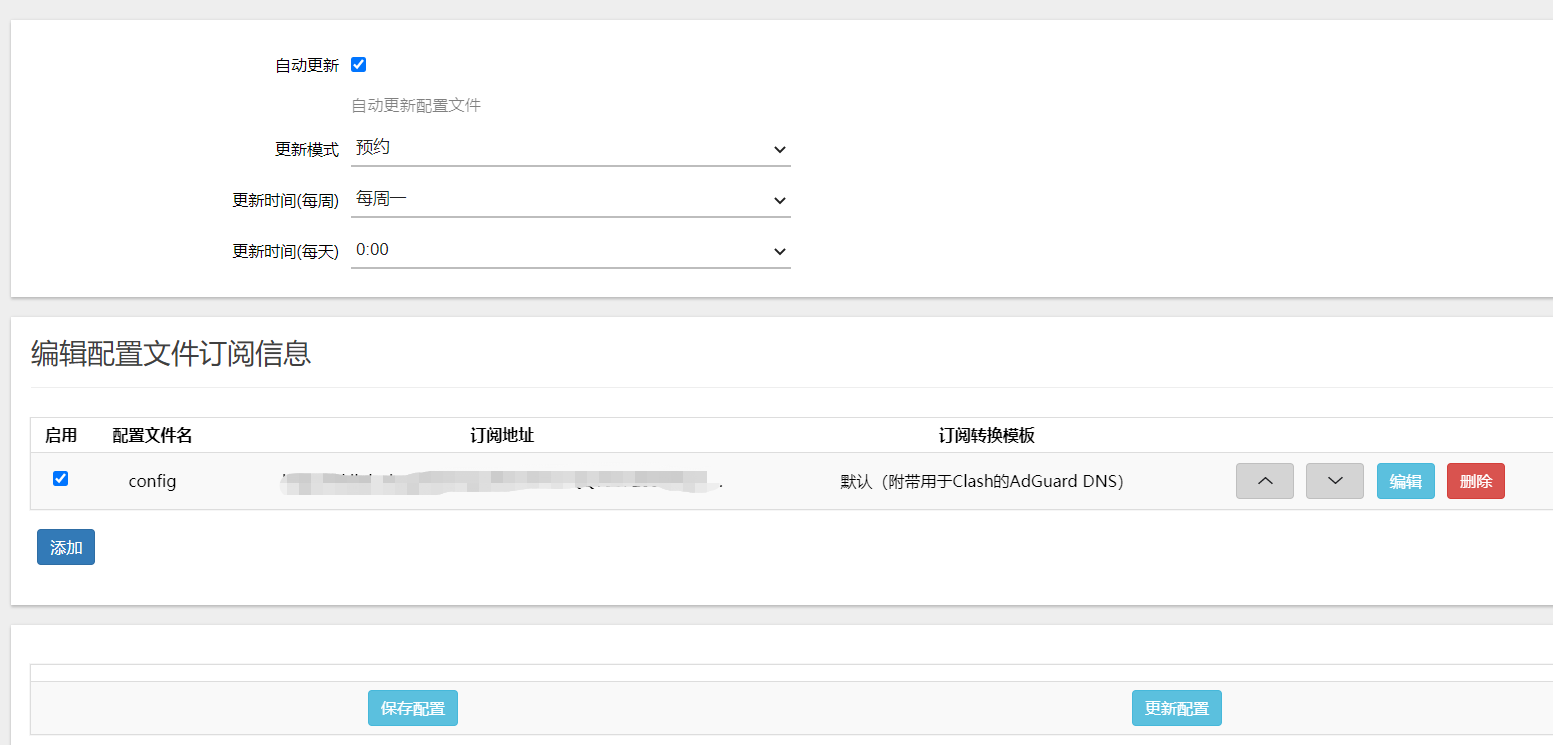 自动更新
自动更新配置文件
更新模式 预约
更新时间(每周) 每周一
更新时间(每天) 0:00
编辑配置文件订阅信息
启用 配置文件名 订阅地址 订阅转换模板
config 默认（附带用于Clash的AdGuard DNS） 编辑 删除
添加
保存配置 更新配置